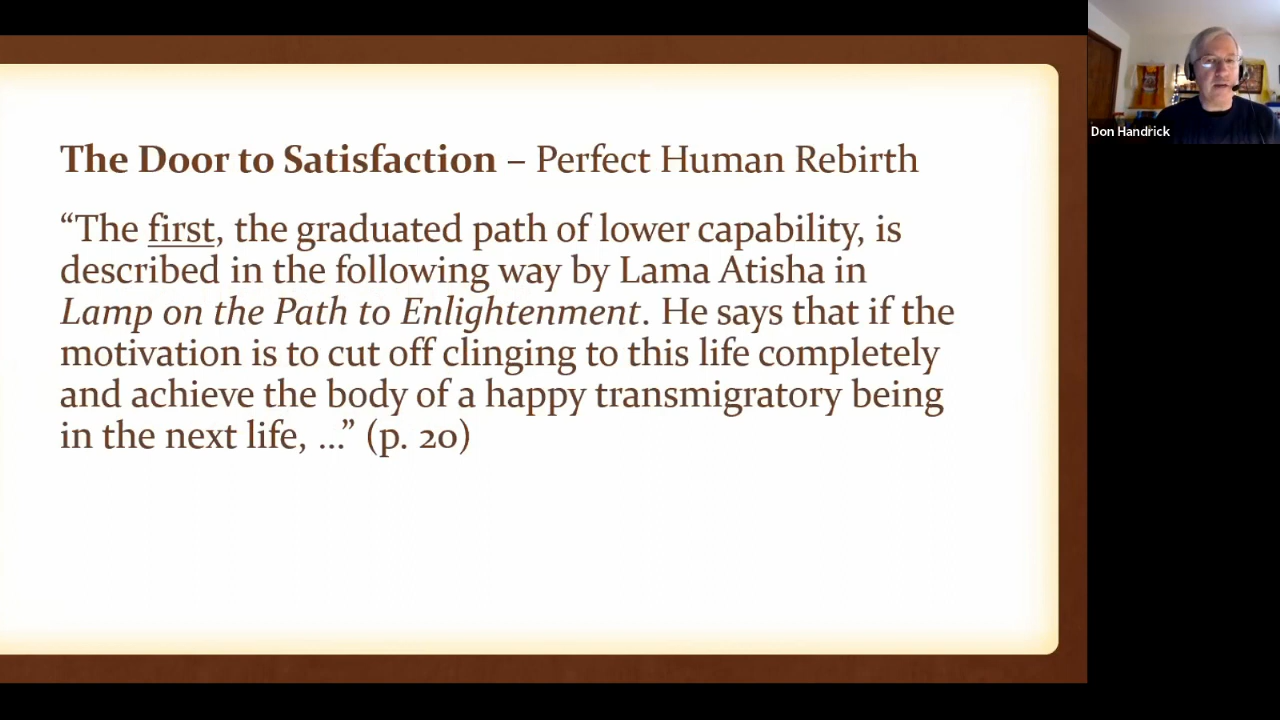 The Door to Satisfaction – Perfect Human Rebirth
“The first, the graduated path of lower capability, is
described in the following way by Lama Atisha in
Lamp on the Path to Enlightenment. He says that if the
motivation is to cut off clinging to this life completely
and achieve the body of a happy transmigratory being
in the next life, ...” (p. 20)
Don Handrick